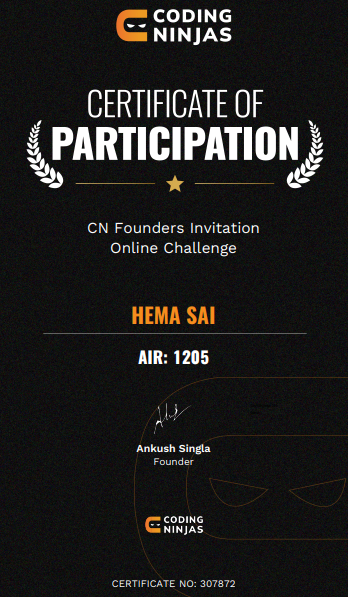 CODING
NINJAS
CERTIFICATE OF
PARTICIPATION
CN Founders Invitation
Online Challenge
HEMA SAI
AIR: 1205
Ankush Singla
Founder
CODING
NINJAS
CERTIFICATE NO: 307872